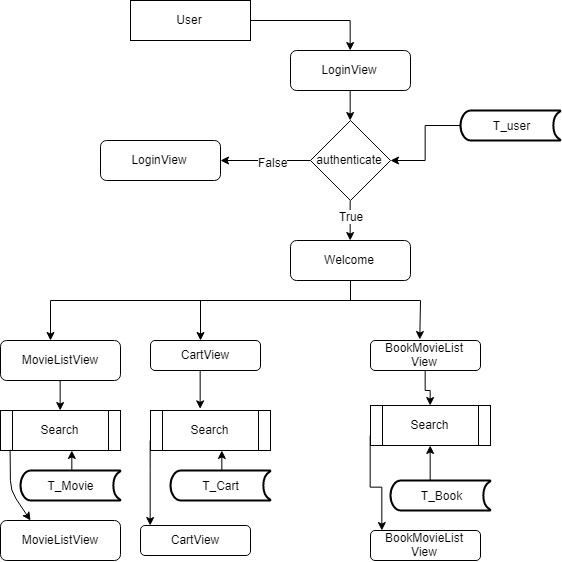 User
LoginView
T_user
LoginView
False
authenticate
True
Welcome
MovieListView
CartView
BookMovieList
View
Search
Search
Search
T_Movie
T_Cart
T_Book
MovieListView
CartView
BookMovieList
View